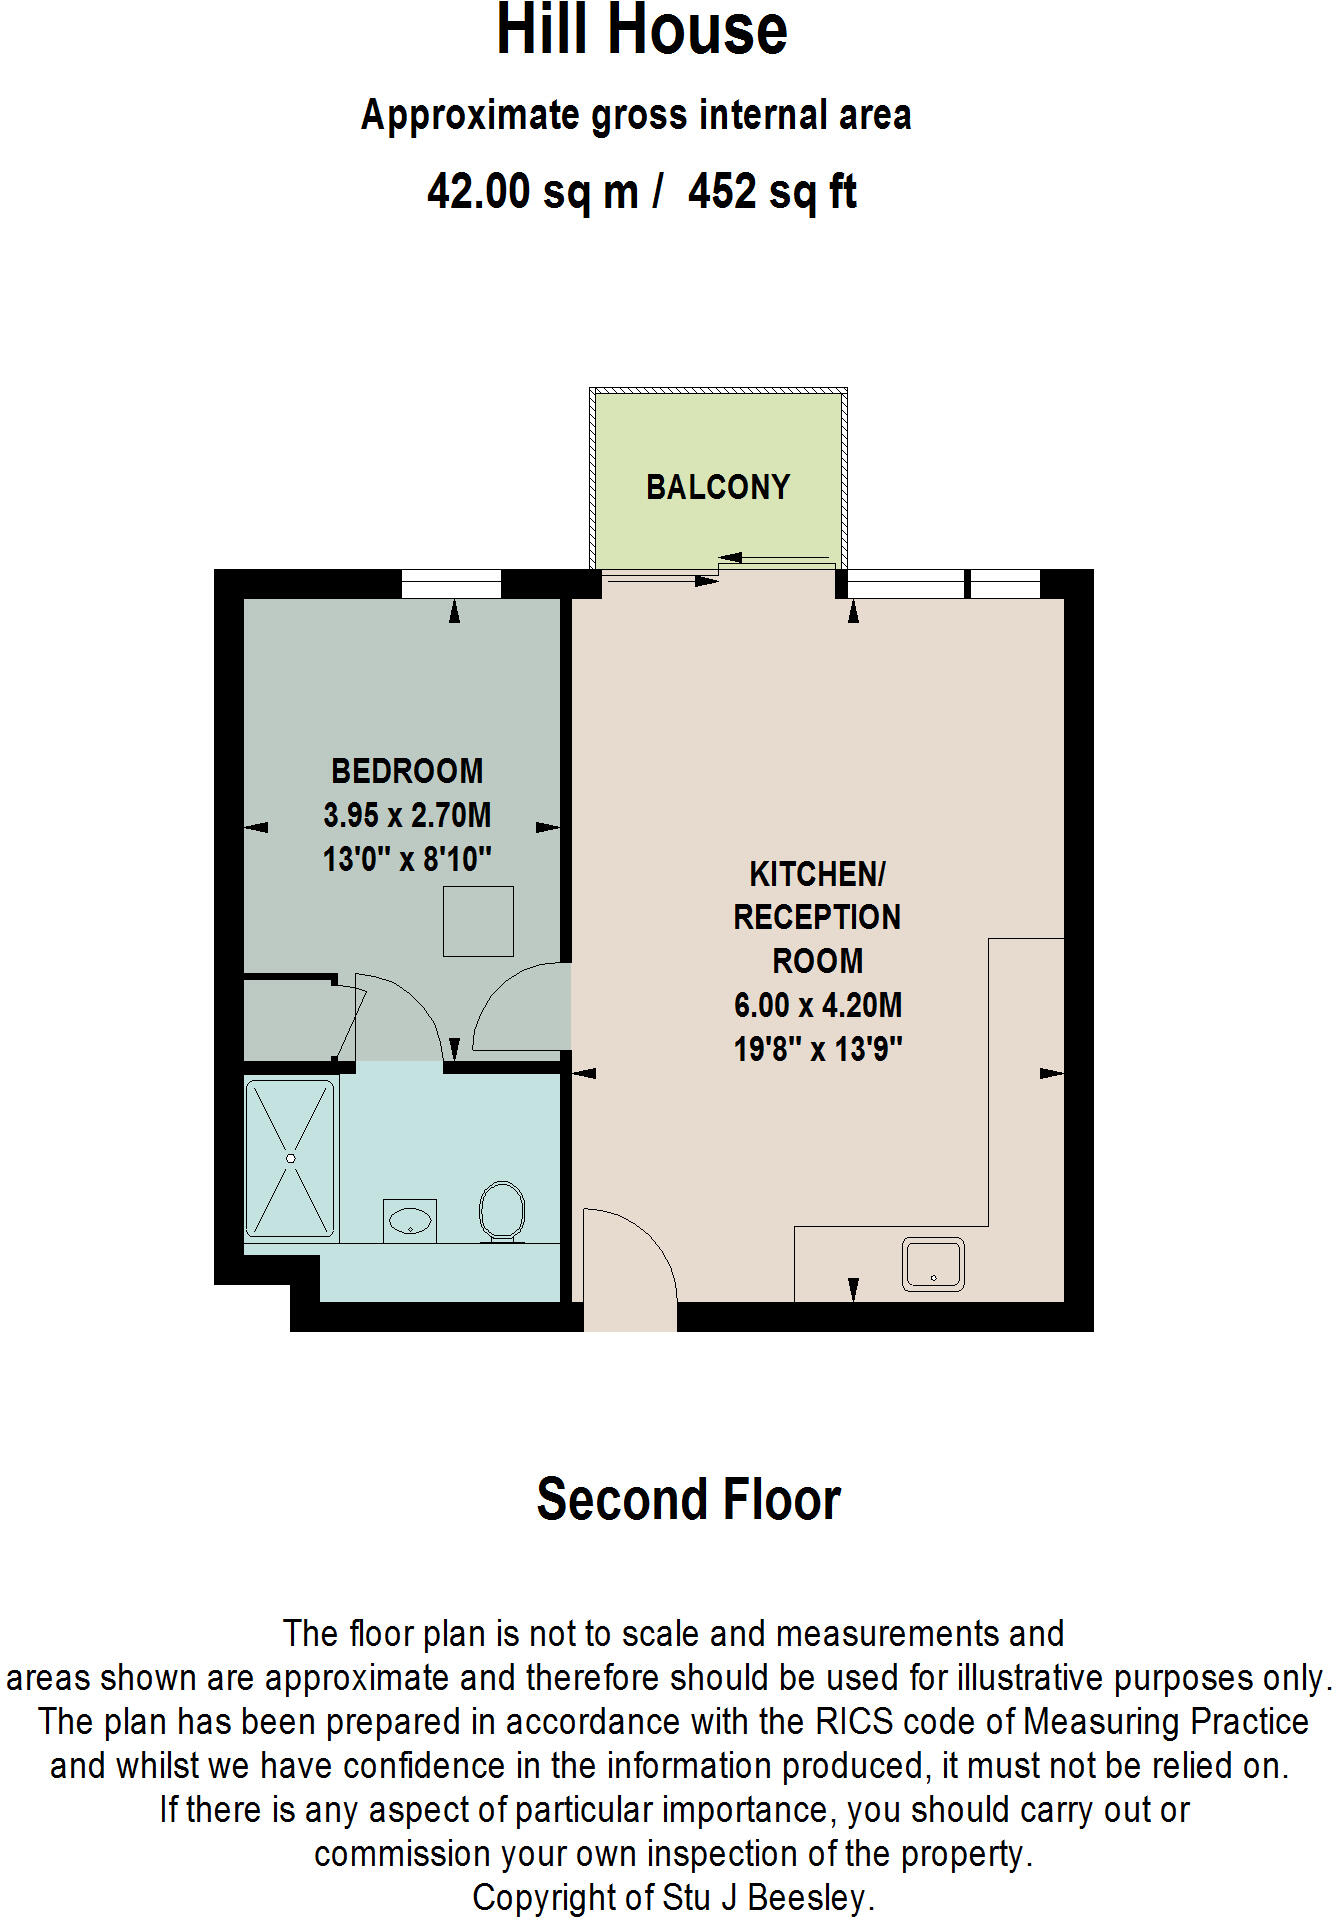 Hill House
Approximate gross internal area
42.00 sq m /  452 sq ft
BALCONY
BEDROOM
3.95 x 2.70M
13'0" x 8'10"
KITCHEN/
RECEPTION
ROOM
6.00 x 4.20M
19'8" x 13'9"
Second Floor
The floor plan is not to scale and measurements and
areas shown are approximate and therefore should be used for illustrative purposes only.
The plan has been prepared in accordance with the RICS code of Measuring Practice
and whilst we have confidence in the information produced, it must not be relied on.
If there is any aspect of particular importance, you should carry out or
commission your own inspection of the property.
Copyright of Stu J Beesley.